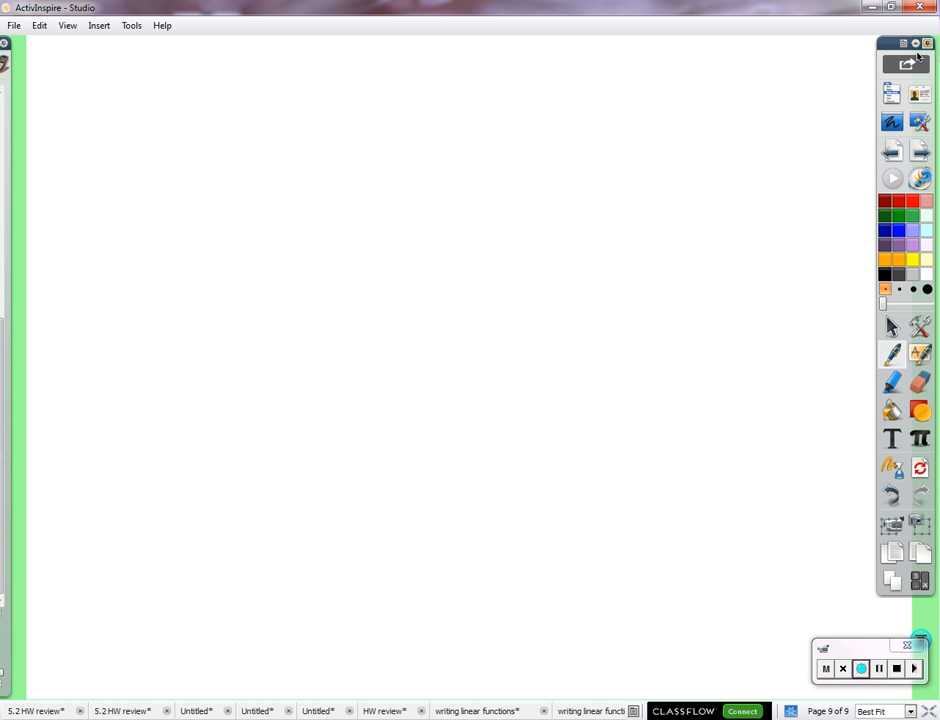 ActivInspire - Studio
File Edit View Insert Tools Help
T π
M
5.2 HW review* 5.2 HW review* Untitled* Untitled* Untitled* HW review* writing linear functions* writing linear functi CLASSFLOW Connect Page 9 of 9 Best Fit